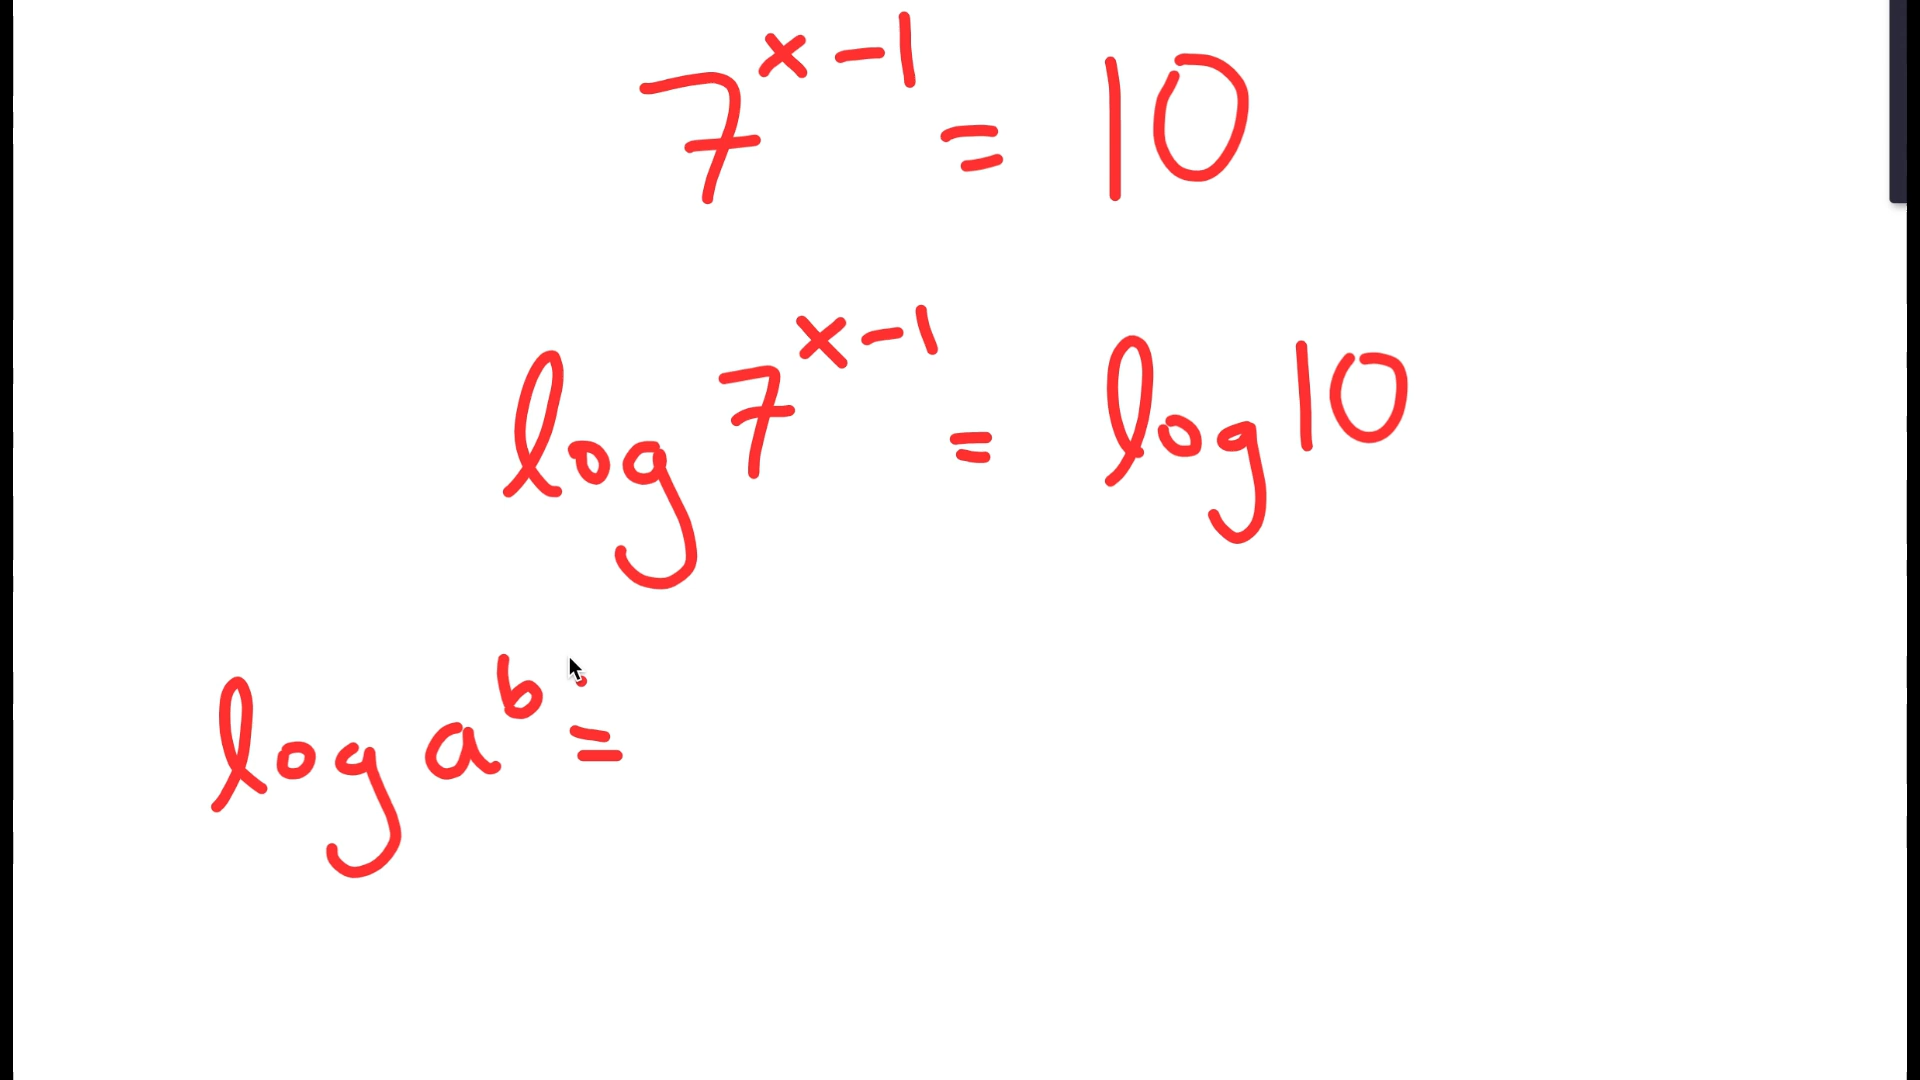 7^{x-1} = 10
log 7^{x-1} = log 10
log a^b =